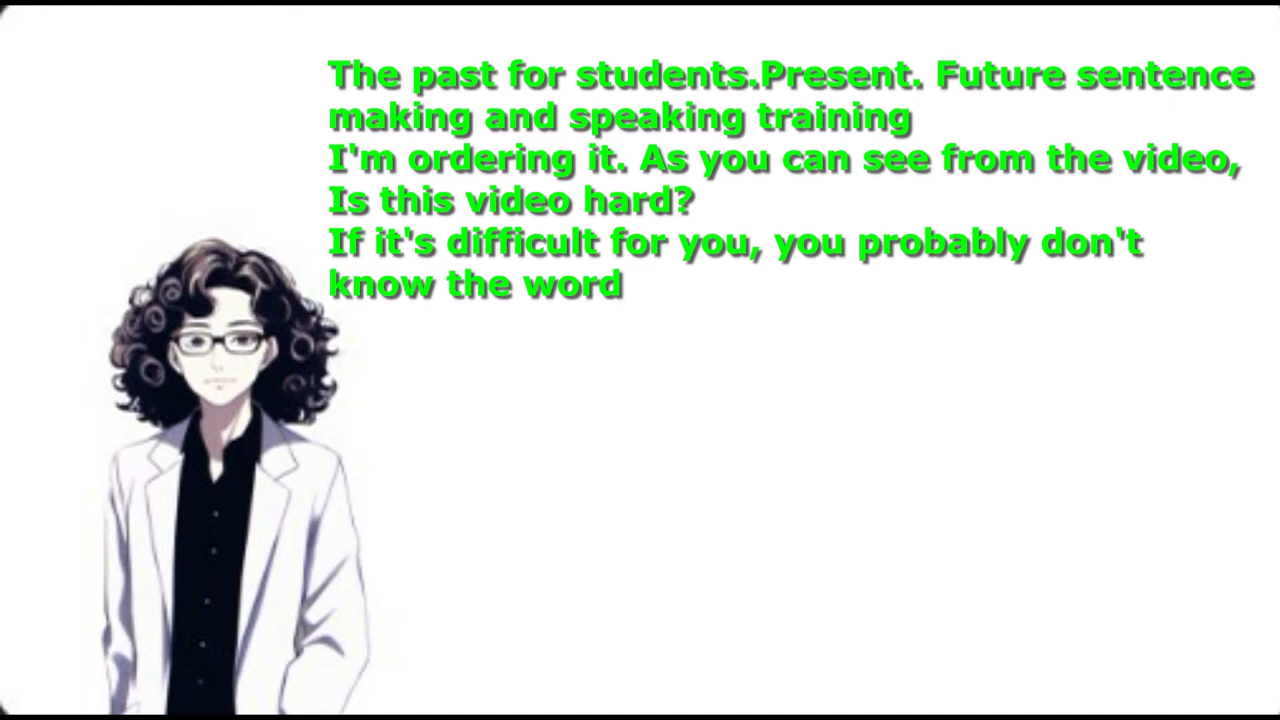 The past for students.Present. Future sentence
making and speaking training
I'm ordering it. As you can see from the video,
Is this video hard?
If it's difficult for you, you probably don't
know the word